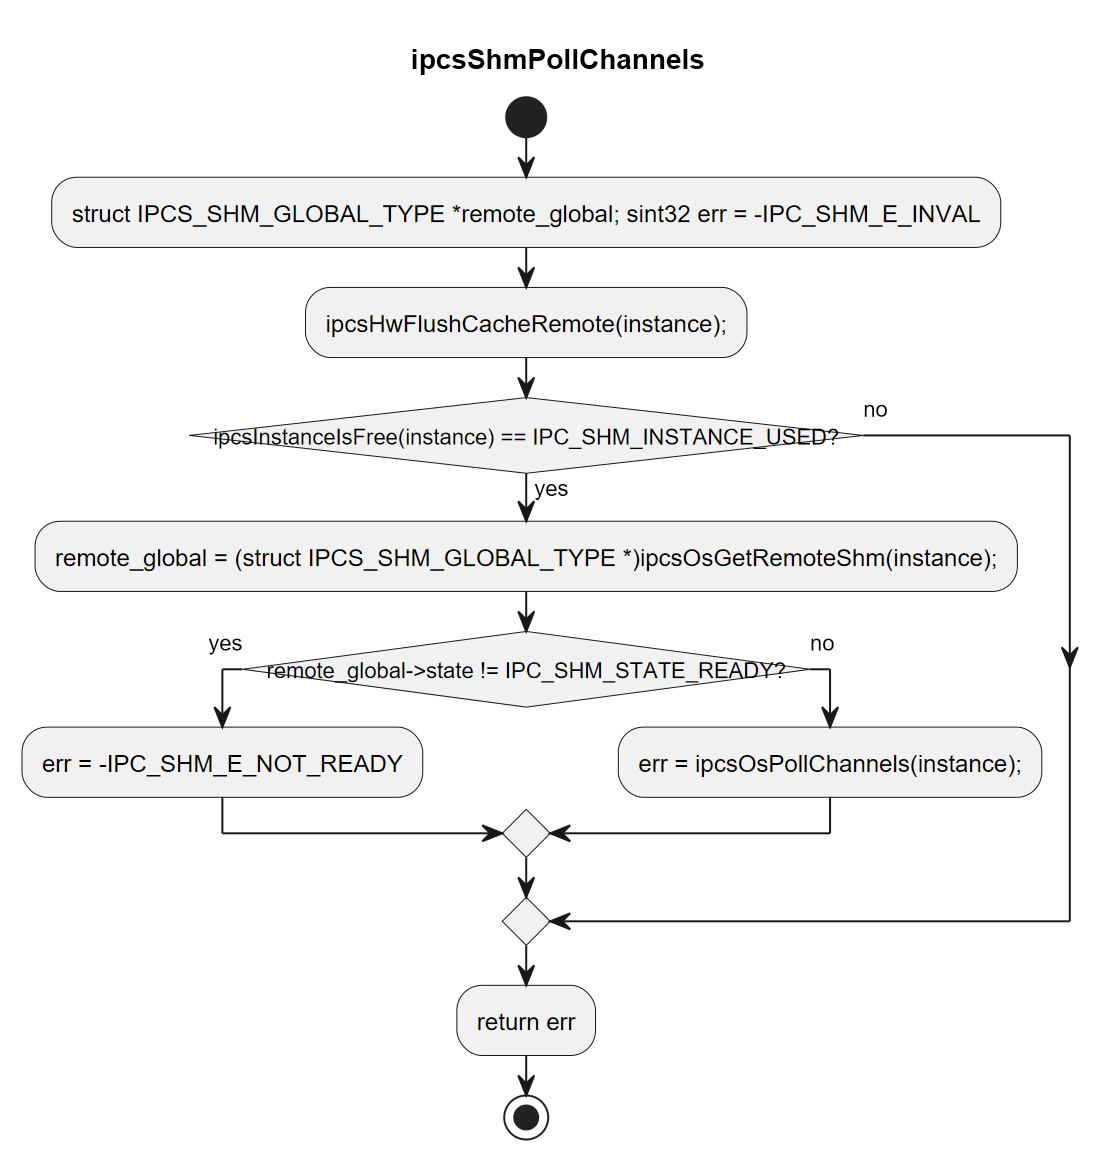 ipcsShmPollChannels
struct IPCS_SHM_GLOBAL_TYPE *remote_global; sint32 err = -IPC_SHM_E_INVAL
ipcsHwFlushCacheRemote(instance);
ipcsInstanceIsFree(instance) == IPC_SHM_INSTANCE_USED?
no
yes
remote_global = (struct IPCS_SHM_GLOBAL_TYPE *)ipcsOsGetRemoteShm(instance);
yes
remote_global->state != IPC_SHM_STATE_READY?
no
err = -IPC_SHM_E_NOT_READY
err = ipcsOsPollChannels(instance);
return err